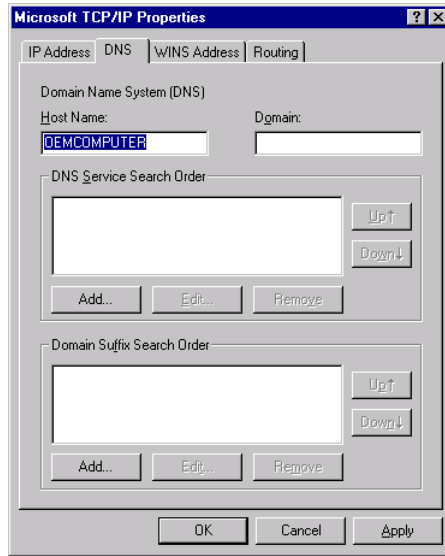 Microsoft TCP/IP Properties ? ×
IP Address DNS WINS Address Routing
Domain Name System (DNS)
Host Name: Domain:
OEMCOMPUTER
DNS Service Search Order
Up↑
Down↓
Add... Edit... Remove
Domain Suffix Search Order
Up↑
Down↓
Add... Edit... Remove
OK Cancel Apply